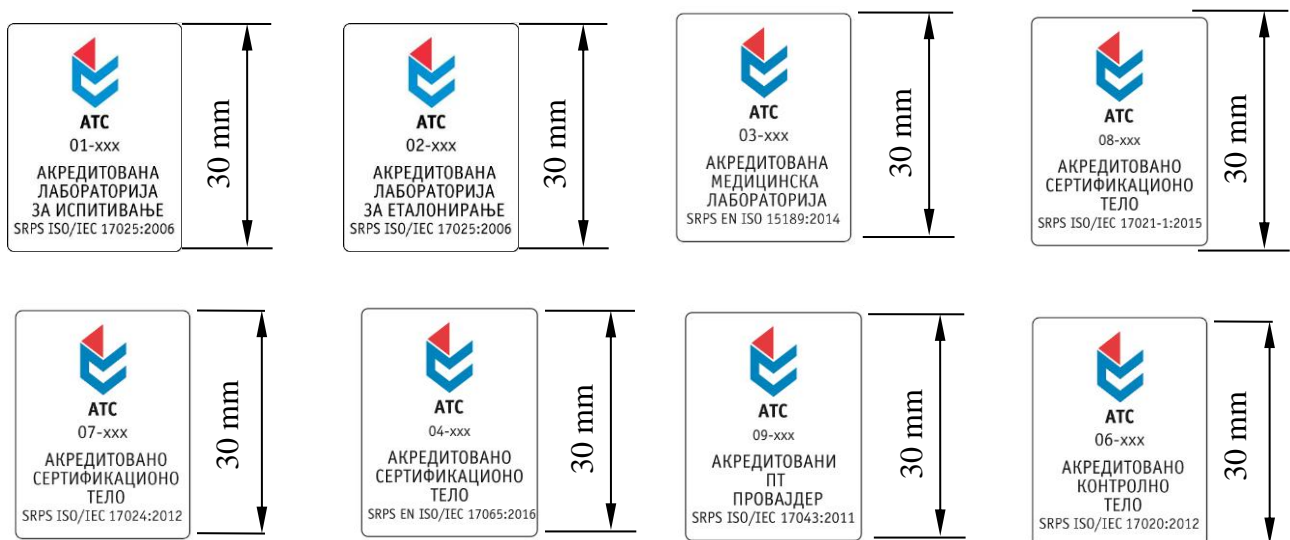 АТС
01-xxx
АКРЕДИТОВАНА
ЛАБОРАТОРИЈА
ЗА ИСПИТИВАЊЕ
SRPS ISO/IEC 17025:2006
30 mm
АТС
02-xxx
АКРЕДИТОВАНА
ЛАБОРАТОРИЈА
ЗА ЕТАЛОНИРАЊЕ
SRPS ISO/IEC 17025:2006
30 mm
АТС
03-xxx
АКРЕДИТОВАНА
МЕДИЦИНСКА
ЛАБОРАТОРИЈА
SRPS EN ISO 15189:2014
30 mm
АТС
08-xxx
АКРЕДИТОВАНО
СЕРТИФИКАЦИОНО
ТЕЛО
SRPS ISO/IEC 17021-1:2015
30 mm
АТС
07-xxx
АКРЕДИТОВАНО
СЕРТИФИКАЦИОНО
ТЕЛО
SRPS ISO/IEC 17024:2012
30 mm
АТС
04-xxx
АКРЕДИТОВАНО
СЕРТИФИКАЦИОНО
ТЕЛО
SRPS EN ISO/IEC 17065:2016
30 mm
АТС
09-xxx
АКРЕДИТОВАНИ
ПТ
ПРОВАЈДЕР
SRPS ISO/IEC 17043:2011
30 mm
АТС
06-xxx
АКРЕДИТОВАНО
КОНТРОЛНО
ТЕЛО
SRPS ISO/IEC 17020:2012
30 mm